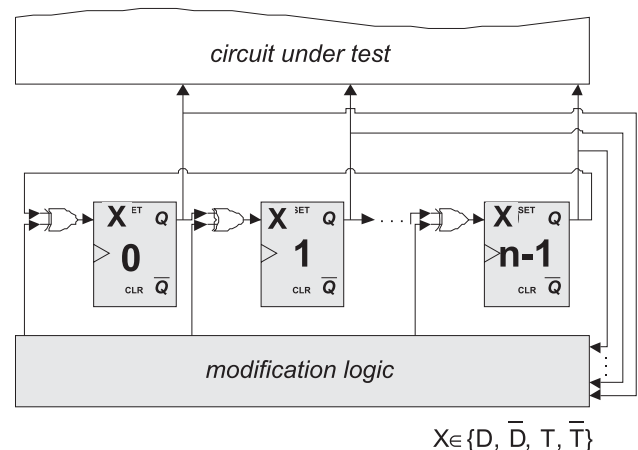 circuit under test
X ET Q
0
CLR Q̅
X SET Q
1
CLR Q̅
X SET Q
n-1
CLR Q̅
modification logic
X∈{D, D̅, T, T̅}